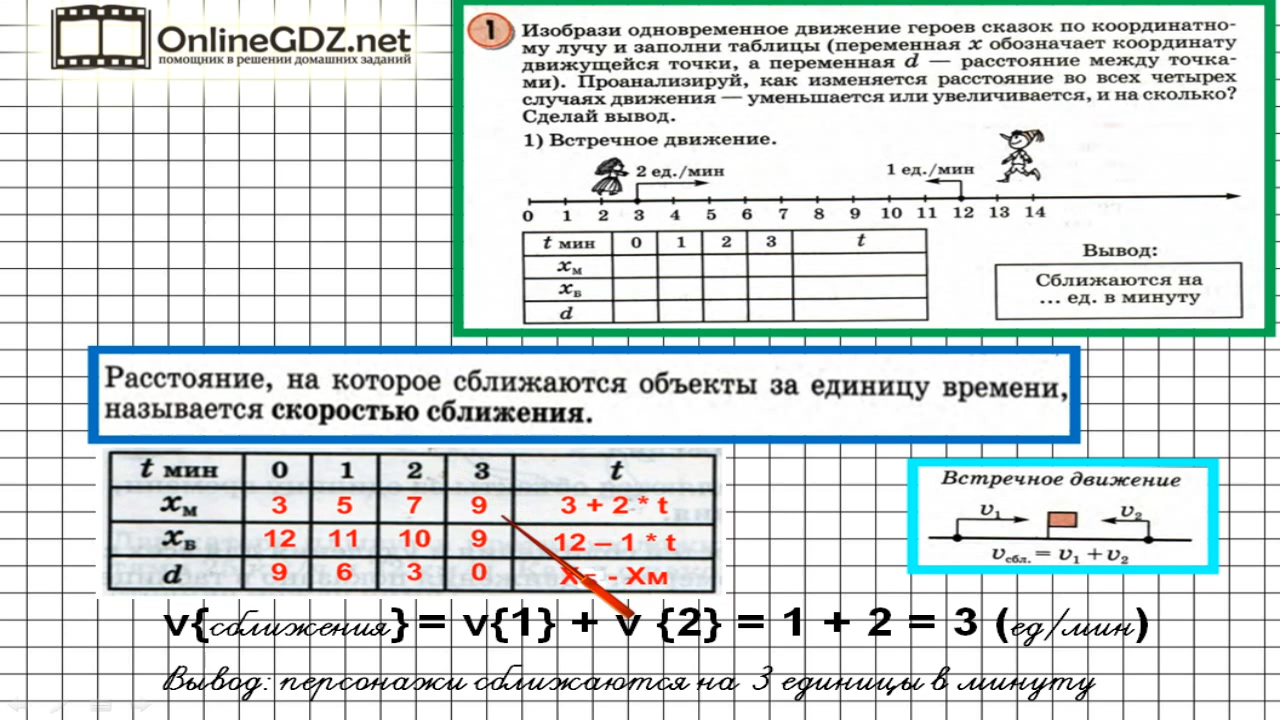 OnlineGDZ.net
помощник в решении домашних заданий
1 Изобрази одновременное движение героев сказок по координатно-
му лучу и заполни таблицы (переменная x обозначает координату
движущейся точки, а переменная d — расстояние между точка-
ми). Проанализируй, как изменяется расстояние во всех четырех
случаях движения — уменьшается или увеличивается, и на сколько?
Сделай вывод.
1) Встречное движение.
2 ед./мин 1 ед./мин
0 1 2 3 4 5 6 7 8 9 10 11 12 13 14
t мин 0 1 2 3 t
xм
xв
d
Вывод:
Сближаются на
... ед. в минуту
Расстояние, на которое сближаются объекты за единицу времени,
называется скоростью сближения.
t мин 0 1 2 3 t
xм 3 5 7 9 3 + 2 * t
xв 12 11 10 9 12 – 1 * t
d 9 6 3 0 - Хм
Встречное движение
v1 v2
vсбл. = v1 + v2
v{сближения} = v{1} + v {2} = 1 + 2 = 3 (ед/мин)
Вывод: персонажи сближаются на 3 единицы в минуту